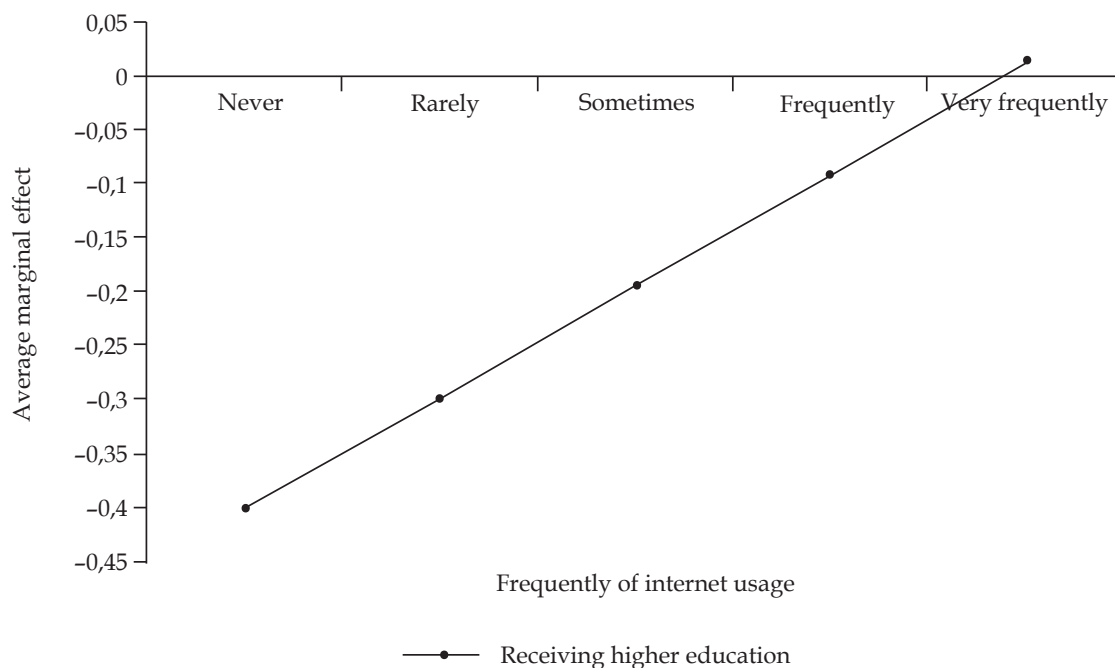 0,05
0
–0,05
–0,1
–0,15
–0,2
–0,25
–0,3
–0,35
–0,4
–0,45
Average marginal effect
Never
Rarely
Sometimes
Frequently
Very frequently
Frequently of internet usage
Receiving higher education